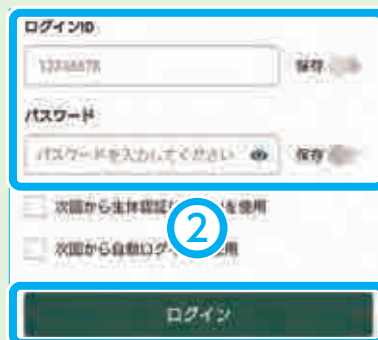 ログインID
保存
パスワード
パスワードを入力してください 保存
次回から生体認証 を使用
②
次回から自動ログイ 使用
ログイン